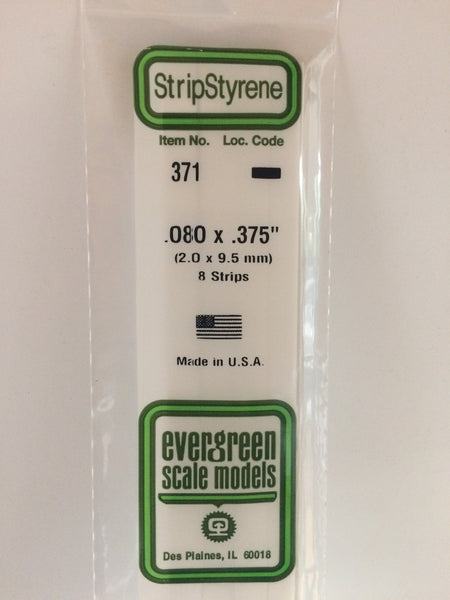 StripStyrene
Item No. Loc. Code
371
.080 x .375"
(2.0 x 9.5 mm)
8 Strips
Made in U.S.A.
evergreen
scale models
Des Plaines, IL 60018